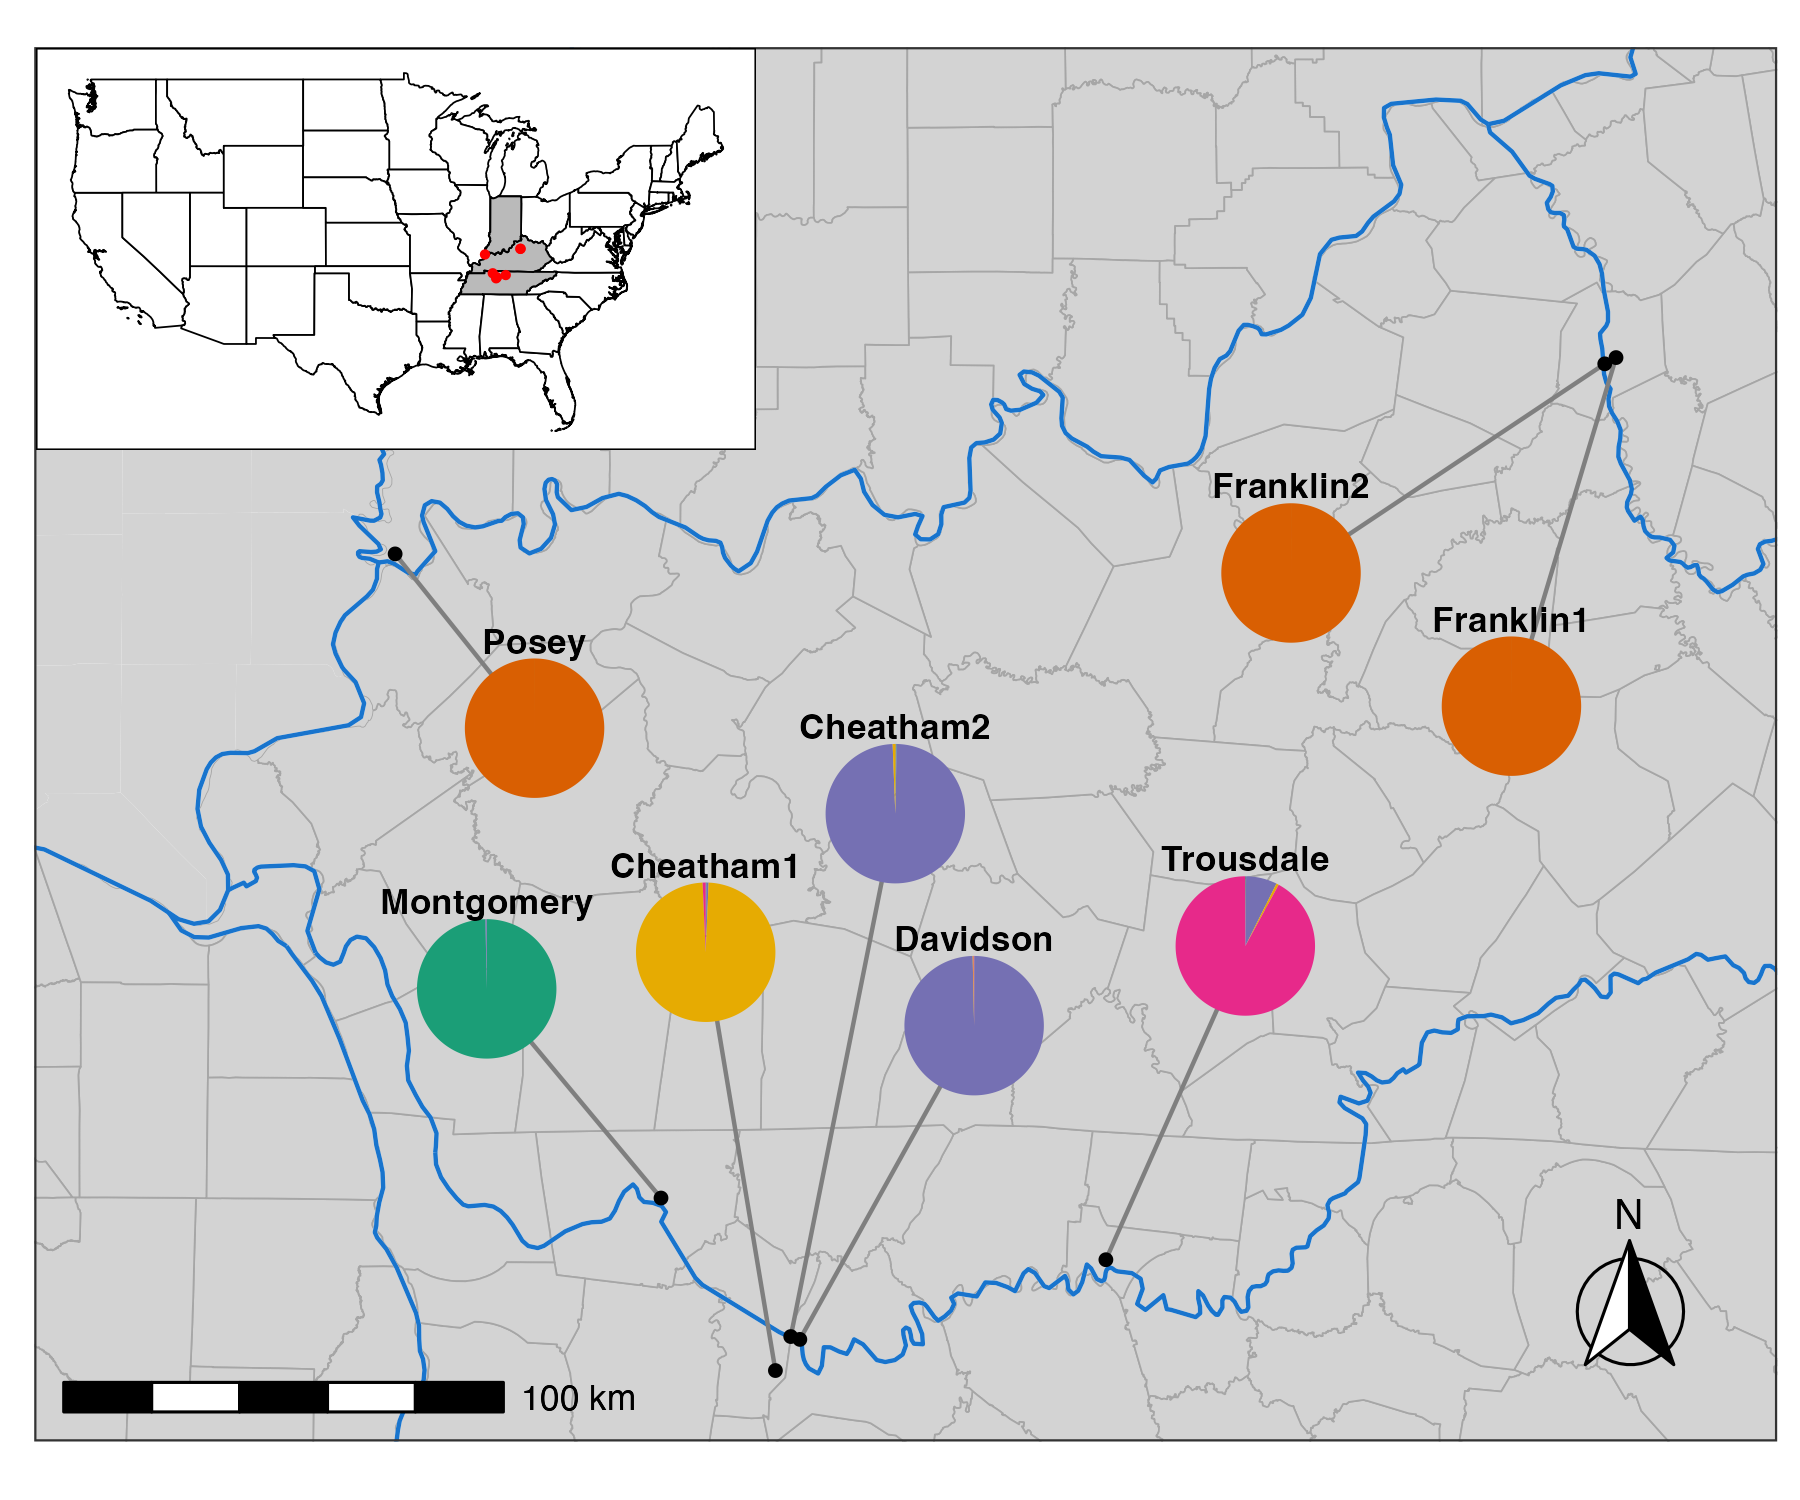 Franklin2
Franklin1
Posey
Cheatham2
Cheatham1
Trousdale
Montgomery
Davidson
N
100 km